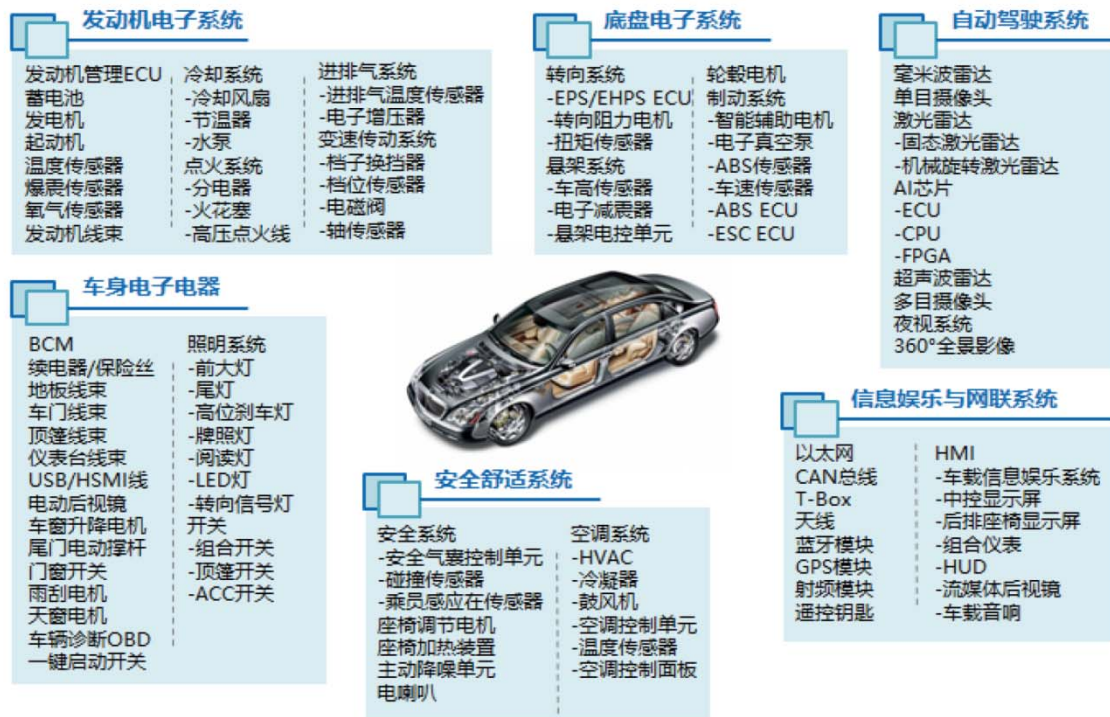 发动机电子系统
发动机管理ECU
蓄电池
发电机
起动机
温度传感器
爆震传感器
氧气传感器
发动机线束
冷却系统
-冷却风扇
-节温器
-水泵
点火系统
-分电器
-火花塞
-高压点火线
进排气系统
-进排气温度传感器
-电子增压器
变速传动系统
-档子换挡器
-档位传感器
-电磁阀
-轴传感器
底盘电子系统
转向系统
-EPS/EHPS ECU
-转向阻力电机
-扭矩传感器
悬架系统
-车高传感器
-电子减震器
-悬架电控单元
轮毂电机
制动系统
-智能辅助电机
-电子真空泵
-ABS传感器
-车速传感器
-ABS ECU
-ESC ECU
自动驾驶系统
毫米波雷达
单目摄像头
激光雷达
-固态激光雷达
-机械旋转激光雷达
AI芯片
-ECU
-CPU
-FPGA
超声波雷达
多目摄像头
夜视系统
360°全景影像
车身电子电器
BCM
续电器/保险丝
地板线束
车门线束
顶篷线束
仪表台线束
USB/HSMI线
电动后视镜
车窗升降电机
尾门电动撑杆
门窗开关
雨刮电机
天窗电机
车辆诊断OBD
一键启动开关
照明系统
-前大灯
-尾灯
-高位刹车灯
-牌照灯
-阅读灯
-LED灯
-转向信号灯
开关
-组合开关
-顶篷开关
-ACC开关
安全舒适系统
安全系统
-安全气囊控制单元
-碰撞传感器
-乘员感应在传感器
座椅调节电机
座椅加热装置
主动降噪单元
电喇叭
空调系统
-HVAC
-冷凝器
-鼓风机
-空调控制单元
-温度传感器
-空调控制面板
信息娱乐与网联系统
以太网
CAN总线
T-Box
天线
蓝牙模块
GPS模块
射频模块
遥控钥匙
HMI
-车载信息娱乐系统
-中控显示屏
-后排座椅显示屏
-组合仪表
-HUD
-流媒体后视镜
-车载音响